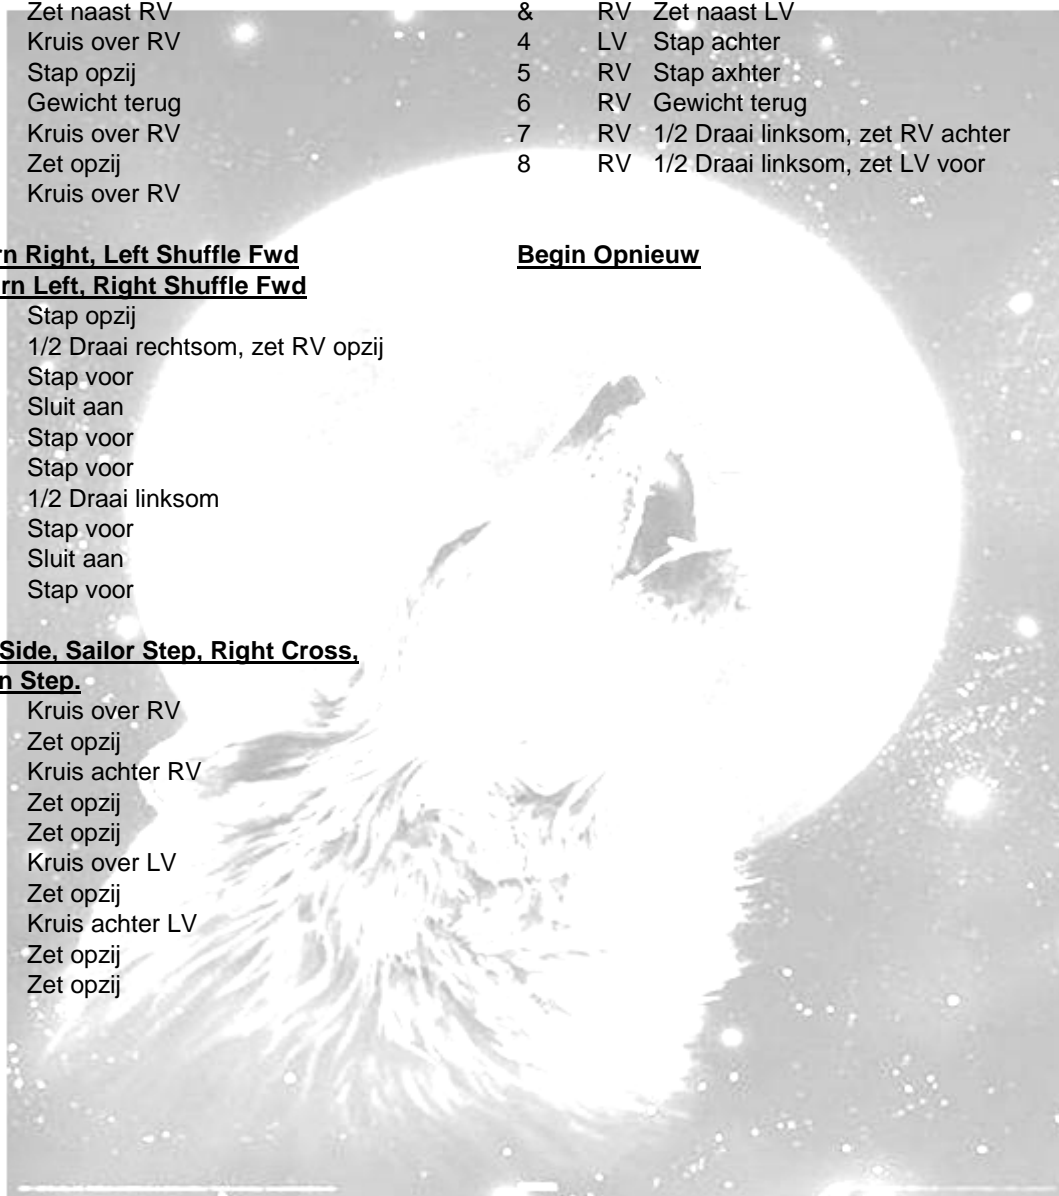 Zet naast RV
Kruis over RV
Stap opzij
Gewicht terug
Kruis over RV
Zet opzij
Kruis over RV
rn Right, Left Shuffle Fwd
rn Left, Right Shuffle Fwd
Stap opzij
1/2 Draai rechtsom, zet RV opzij
Stap voor
Sluit aan
Stap voor
Stap voor
1/2 Draai linksom
Stap voor
Sluit aan
Stap voor
Side, Sailor Step, Right Cross,
n Step.
Kruis over RV
Zet opzij
Kruis achter RV
Zet opzij
Zet opzij
Kruis over LV
Zet opzij
Kruis achter LV
Zet opzij
Zet opzij
& RV Zet naast LV
4 LV Stap achter
5 RV Stap axhter
6 RV Gewicht terug
7 RV 1/2 Draai linksom, zet RV achter
8 RV 1/2 Draai linksom, zet LV voor
Begin Opnieuw